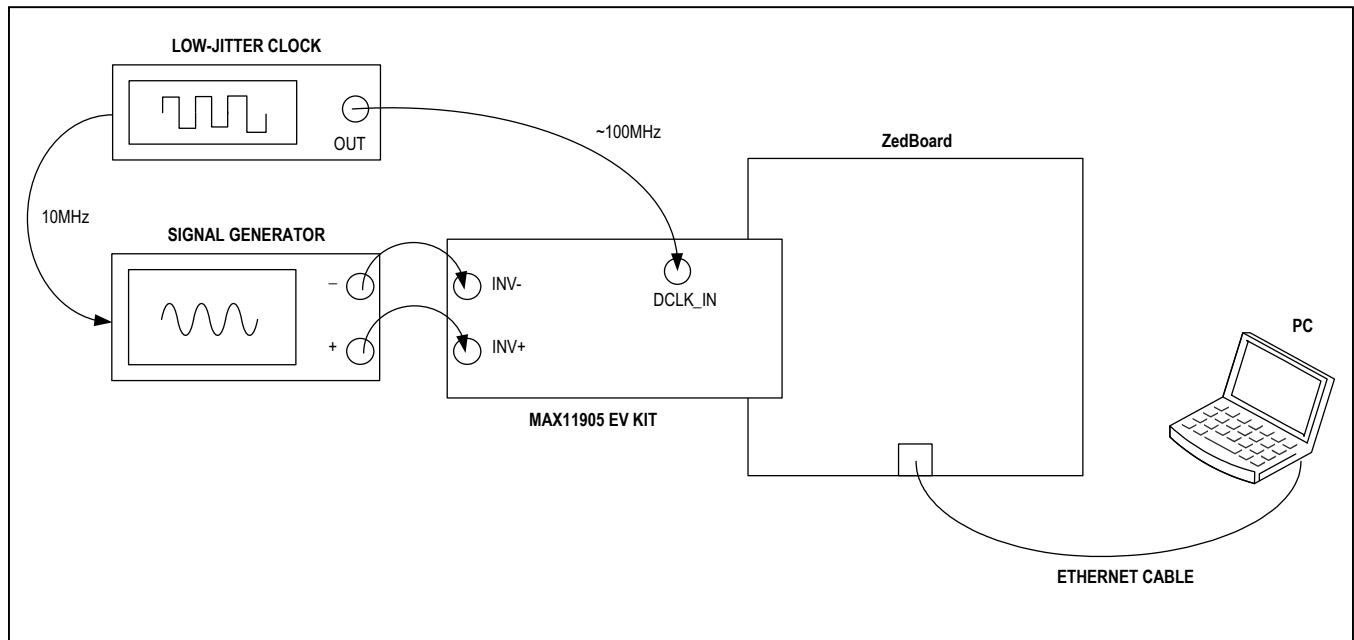 LOW-JITTER CLOCK
OUT
~100MHz
ZedBoard
10MHz
SIGNAL GENERATOR
–
INV-
DCLK_IN
+
INV+
PC
MAX11905 EV KIT
ETHERNET CABLE